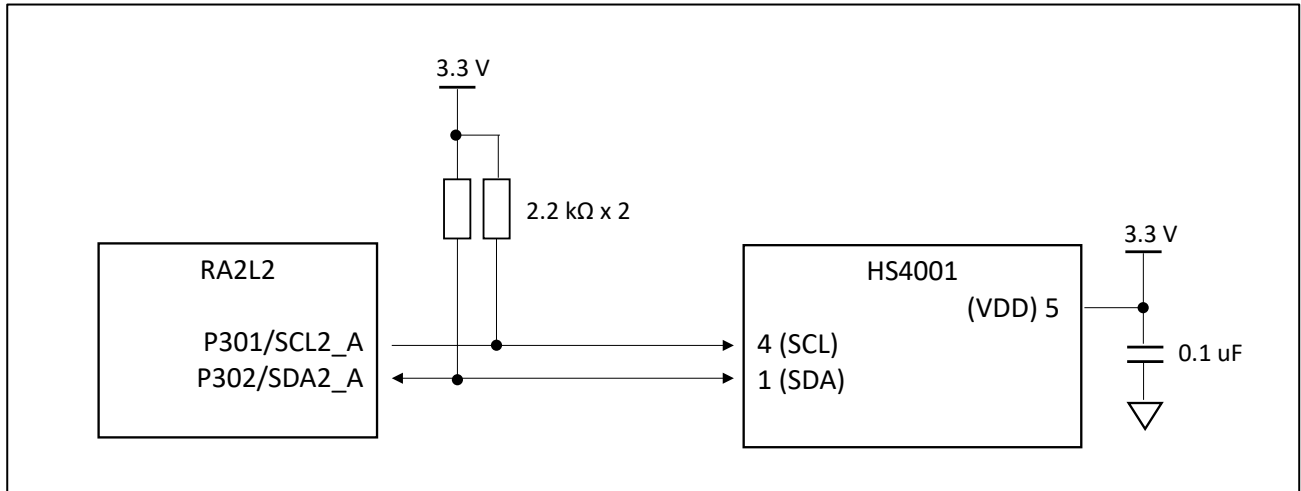 3.3 V
2.2 kΩ x 2
3.3 V
RA2L2
HS4001
(VDD) 5
P301/SCL2_A
4 (SCL)
0.1 uF
P302/SDA2_A
1 (SDA)